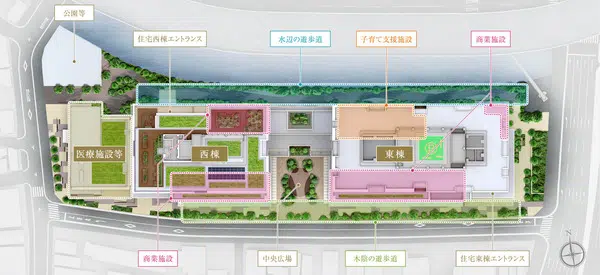 公園等
住宅西棟エントランス
水辺の遊歩道
子育て支援施設
商業施設
医療施設等
西棟
東棟
商業施設
中央広場
木陰の遊歩道
住宅東棟エントランス